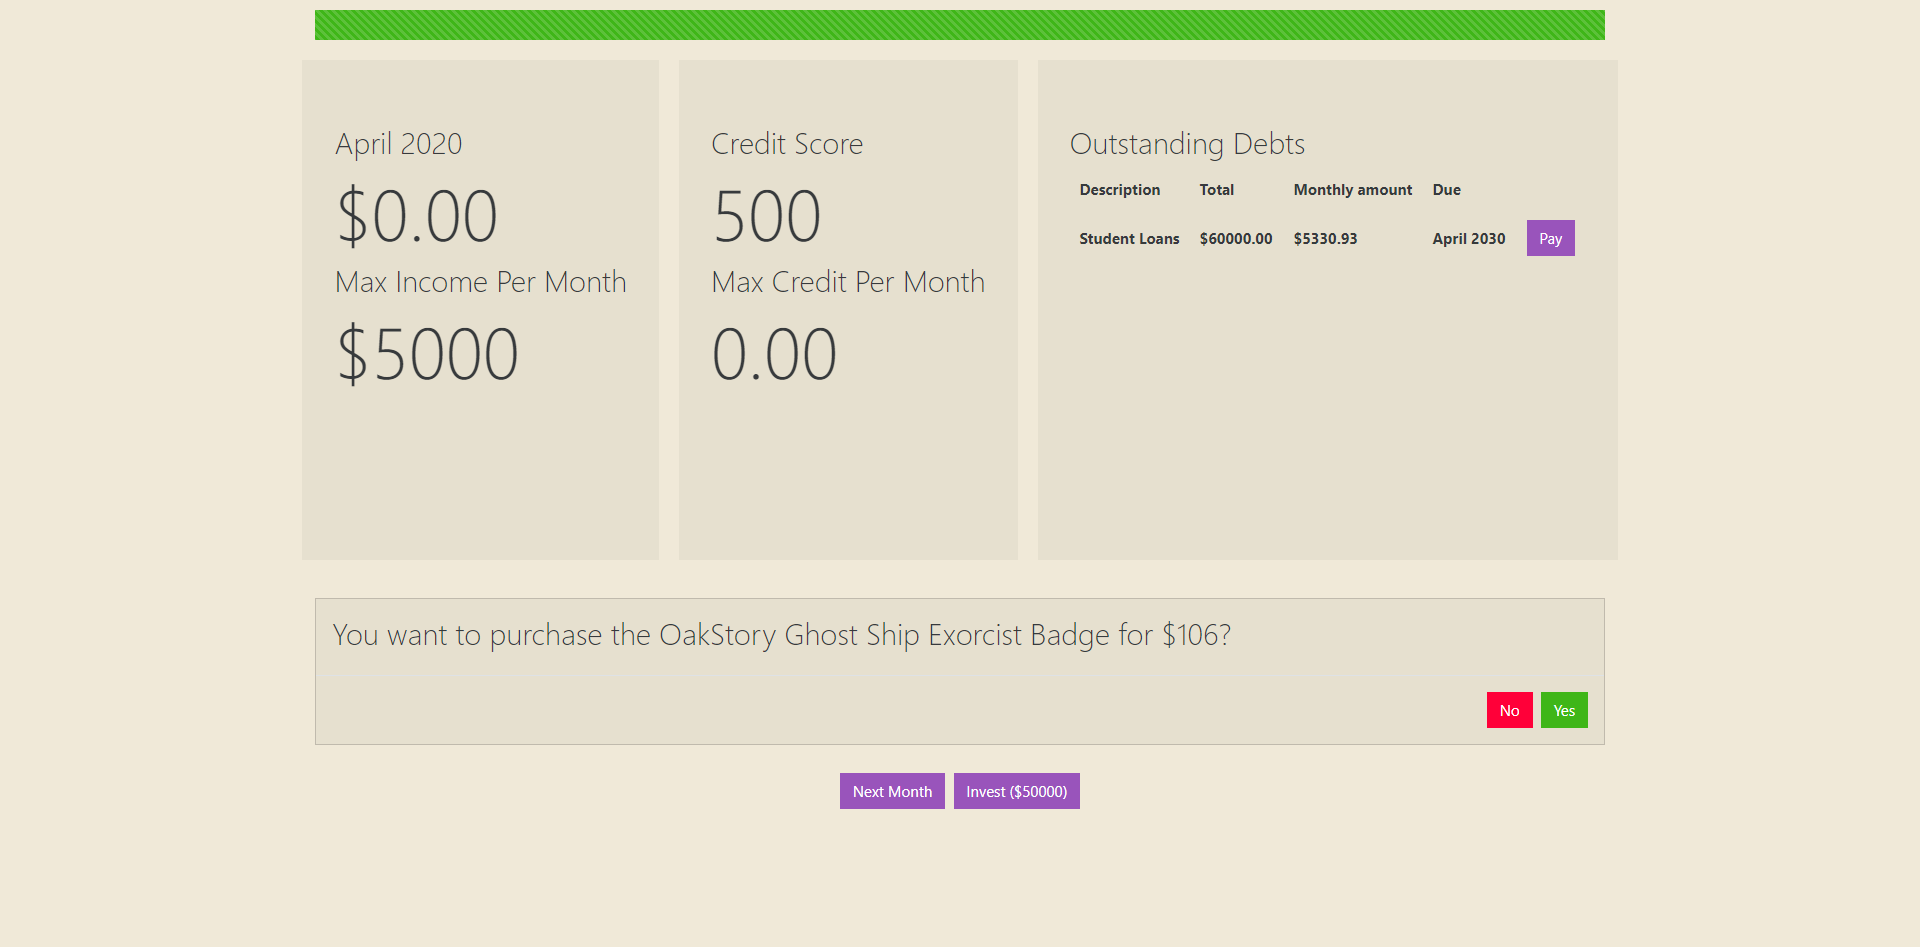 April 2020
$0.00
Max Income Per Month
$5000
Credit Score
500
Max Credit Per Month
0.00
Outstanding Debts
Description Total Monthly amount Due
Student Loans $60000.00 $5330.93 April 2030 Pay
You want to purchase the OakStory Ghost Ship Exorcist Badge for $106?
No Yes
Next Month Invest ($50000)